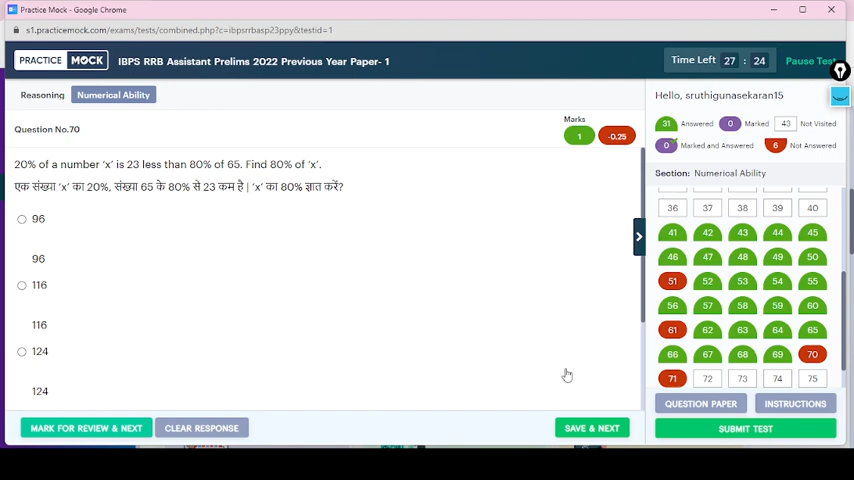 Practice Mock - Google Chrome
s1.practicemock.com/exams/tests/combined.php?c=ibpsrrbasp23ppy&testid=1
PRACTICE MOCK IBPS RRB Assistant Prelims 2022 Previous Year Paper- 1 Time Left 27 : 24 Pause Test
Reasoning Numerical Ability
Hello, sruthigunasekaran15
Question No.70
Marks
1 -0.25
31 Answered 0 Marked 43 Not Visited
0 Marked and Answered 6 Not Answered
Section: Numerical Ability
20% of a number ‘x’ is 23 less than 80% of 65. Find 80% of ‘x’.
एक संख्या ‘x’ का 20%, संख्या 65 के 80% से 23 कम है | ‘x’ का 80% ज्ञात करें?
96
96
116
116
124
124
36 37 38 39 40
41 42 43 44 45
46 47 48 49 50
51 52 53 54 55
56 57 58 59 60
61 62 63 64 65
66 67 68 69 70
71 72 73 74 75
MARK FOR REVIEW & NEXT CLEAR RESPONSE SAVE & NEXT
QUESTION PAPER INSTRUCTIONS
SUBMIT TEST